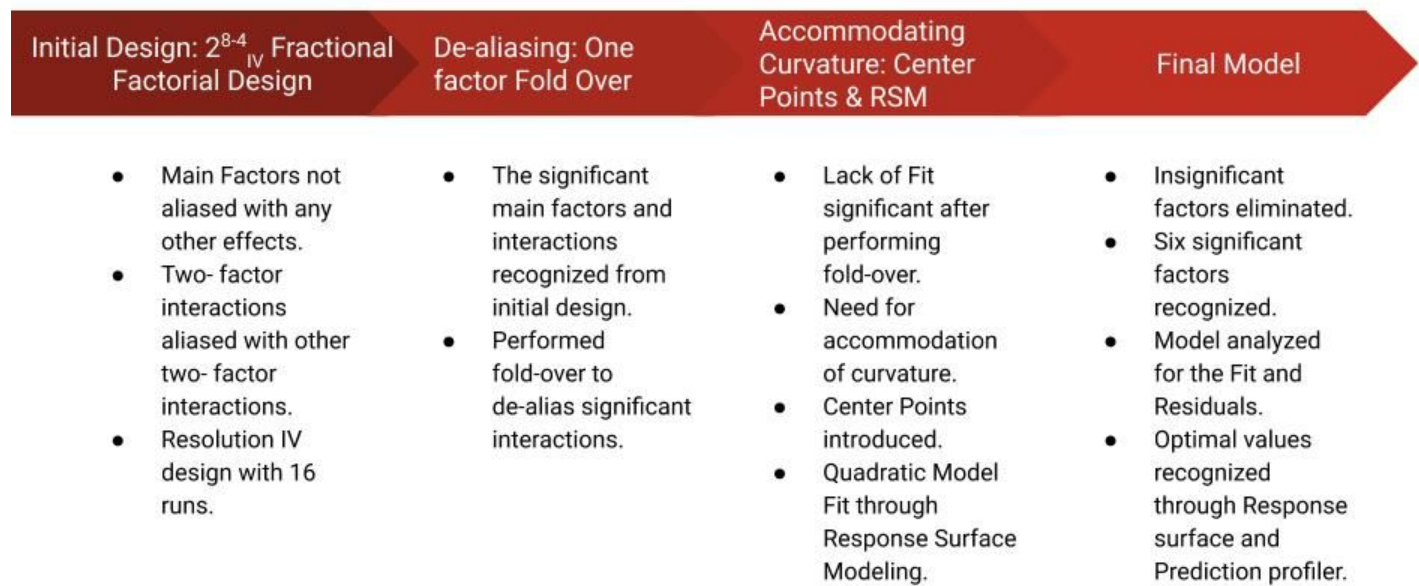 Initial Design: 2^8-4_IV Fractional
Factorial Design
De-aliasing: One
factor Fold Over
Accommodating
Curvature: Center
Points & RSM
Final Model
● Main Factors not
aliased with any
other effects.
● Two- factor
interactions
aliased with other
two- factor
interactions.
● Resolution IV
design with 16
runs.
● The significant
main factors and
interactions
recognized from
initial design.
● Performed
fold-over to
de-alias significant
interactions.
● Lack of Fit
significant after
performing
fold-over.
● Need for
accommodation
of curvature.
● Center Points
introduced.
● Quadratic Model
Fit through
Response Surface
Modeling.
● Insignificant
factors eliminated.
● Six significant
factors
recognized.
● Model analyzed
for the Fit and
Residuals.
● Optimal values
recognized
through Response
surface and
Prediction profiler.